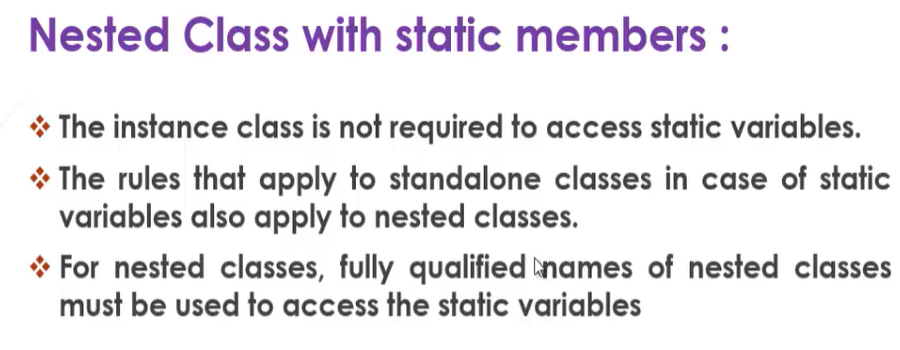 Nested Class with static members :
The instance class is not required to access static variables.
The rules that apply to standalone classes in case of static
variables also apply to nested classes.
For nested classes, fully qualified names of nested classes
must be used to access the static variables